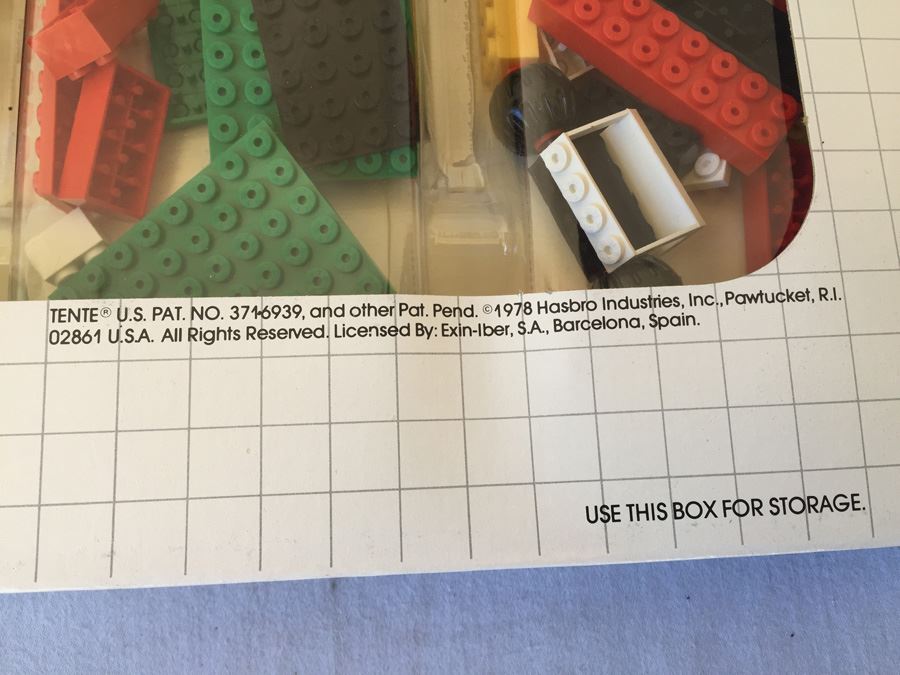 TENTE® U.S. PAT. NO. 3716939, and other Pat. Pend. ©1978 Hasbro Industries, Inc., Pawtucket, R.I.
02861 U.S.A. All Rights Reserved. Licensed By: Exin-Iber, S.A., Barcelona, Spain.
USE THIS BOX FOR STORAGE.